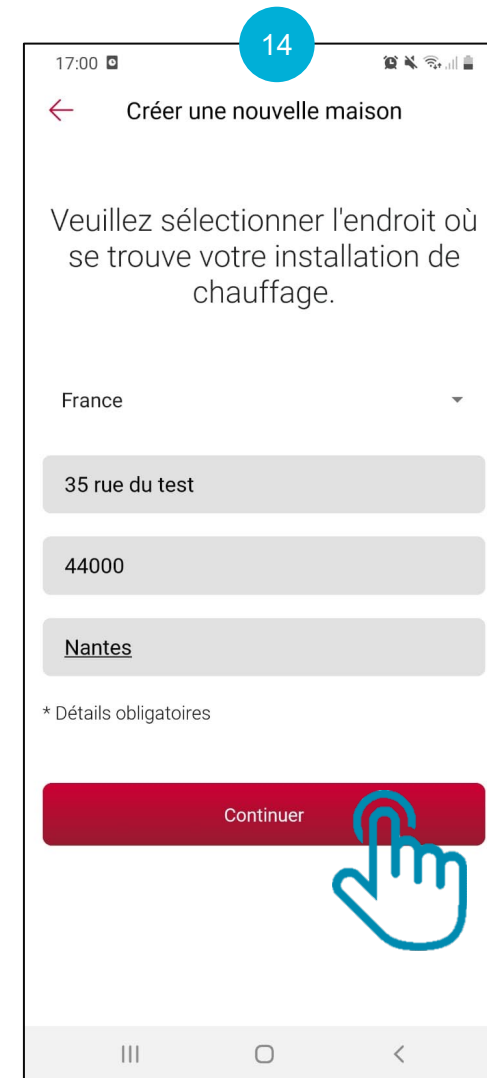 14
17:00
Créer une nouvelle maison
Veuillez sélectionner l'endroit où
se trouve votre installation de
chauffage.
France
35 rue du test
44000
Nantes
* Détails obligatoires
Continuer